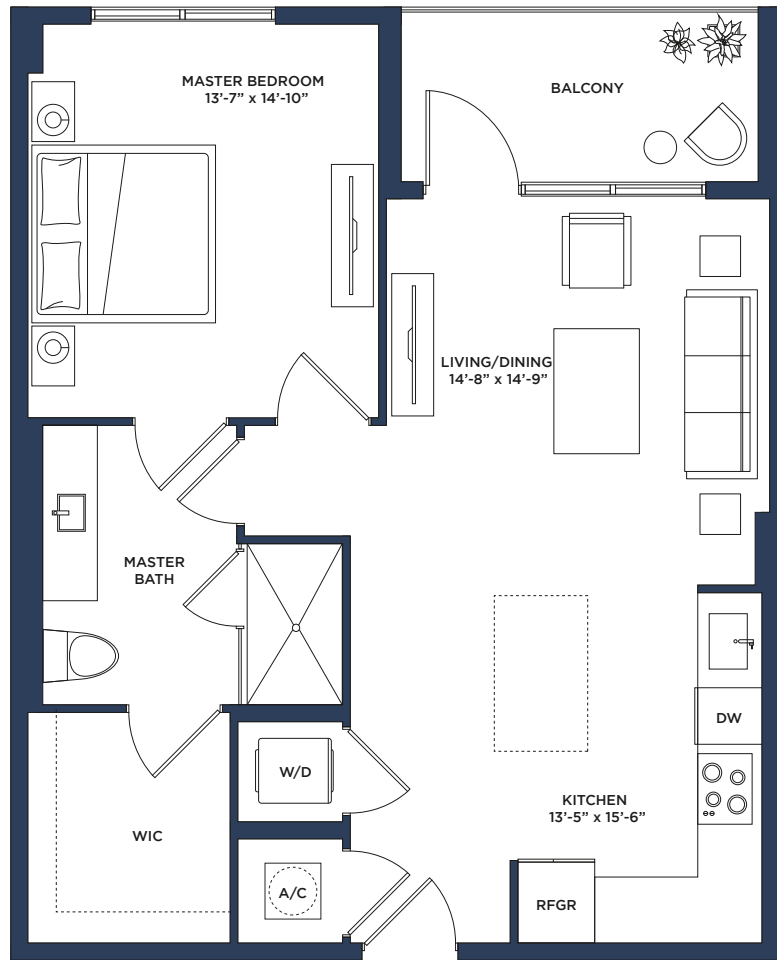 MASTER BEDROOM
13’-7” x 14’-10”
BALCONY
LIVING/DINING
14’-8” x 14’-9”
MASTER
BATH
DW
W/D
KITCHEN
13’-5” x 15’-6”
WIC
A/C
RFGR